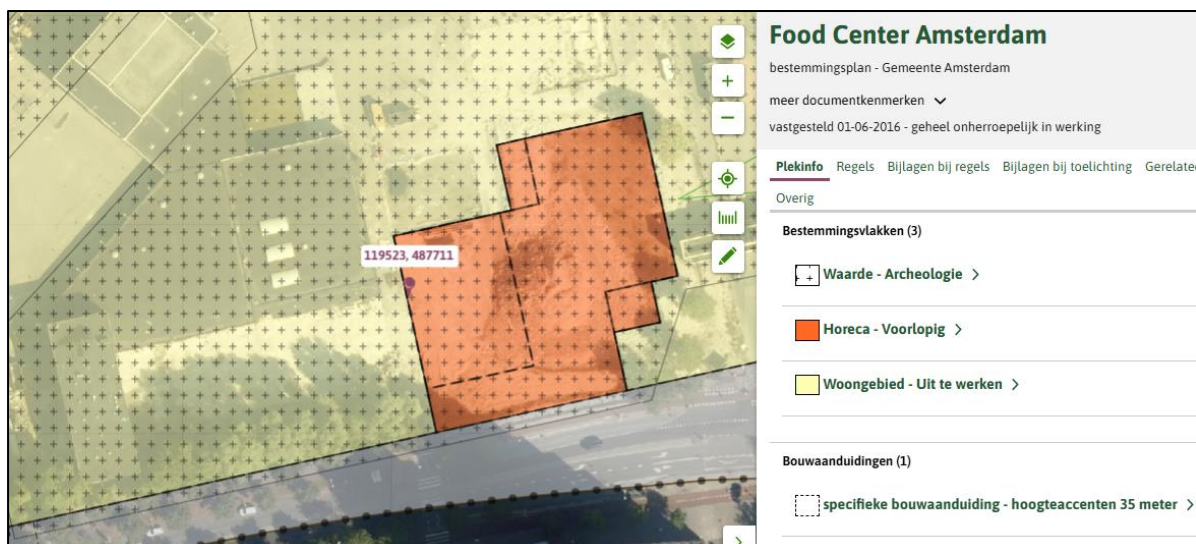 119523, 487711
Food Center Amsterdam
bestemmingsplan - Gemeente Amsterdam
meer documentkenmerken
vastgesteld 01-06-2016 - geheel onherroepelijk in werking
Plekinfo Regels Bijlagen bij regels Bijlagen bij toelichting Gerelatee
Overig
Bestemmingsvlakken (3)
Waarde - Archeologie
Horeca - Voorlopig
Woongebied - Uit te werken
Bouwaanduidingen (1)
specifieke bouwaanduiding - hoogteaccenten 35 meter